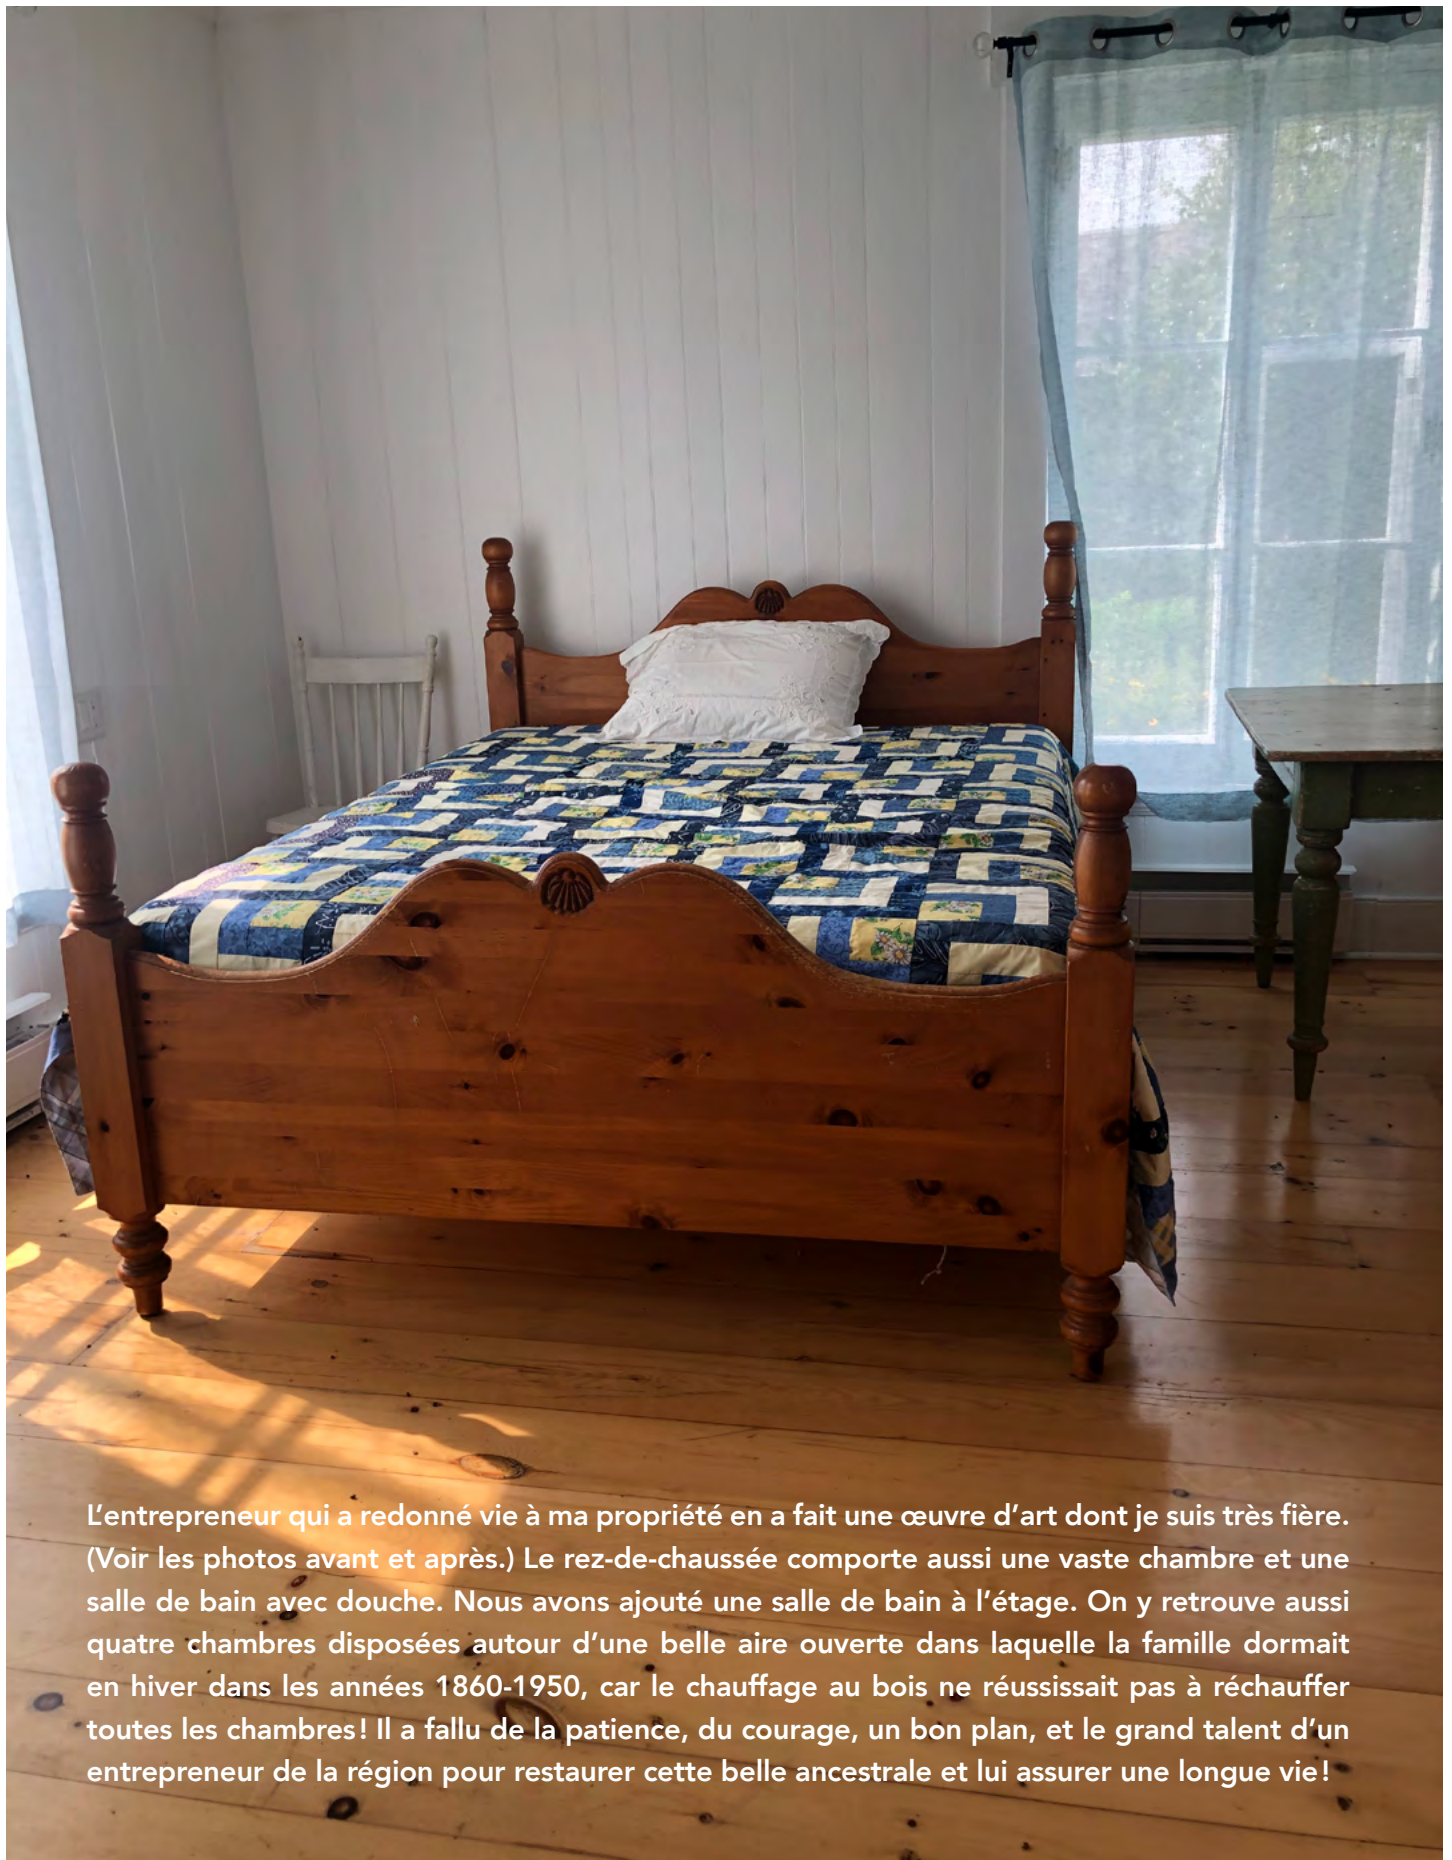 L’entrepreneur qui a redonné vie à ma propriété en a fait une œuvre d’art dont je suis très fière.
(Voir les photos avant et après.) Le rez-de-chaussée comporte aussi une vaste chambre et une
salle de bain avec douche. Nous avons ajouté une salle de bain à l’étage. On y retrouve aussi
quatre chambres disposées autour d’une belle aire ouverte dans laquelle la famille dormait
en hiver dans les années 1860-1950, car le chauffage au bois ne réussissait pas à réchauffer
toutes les chambres! Il a fallu de la patience, du courage, un bon plan, et le grand talent d’un
entrepreneur de la région pour restaurer cette belle ancestrale et lui assurer une longue vie!